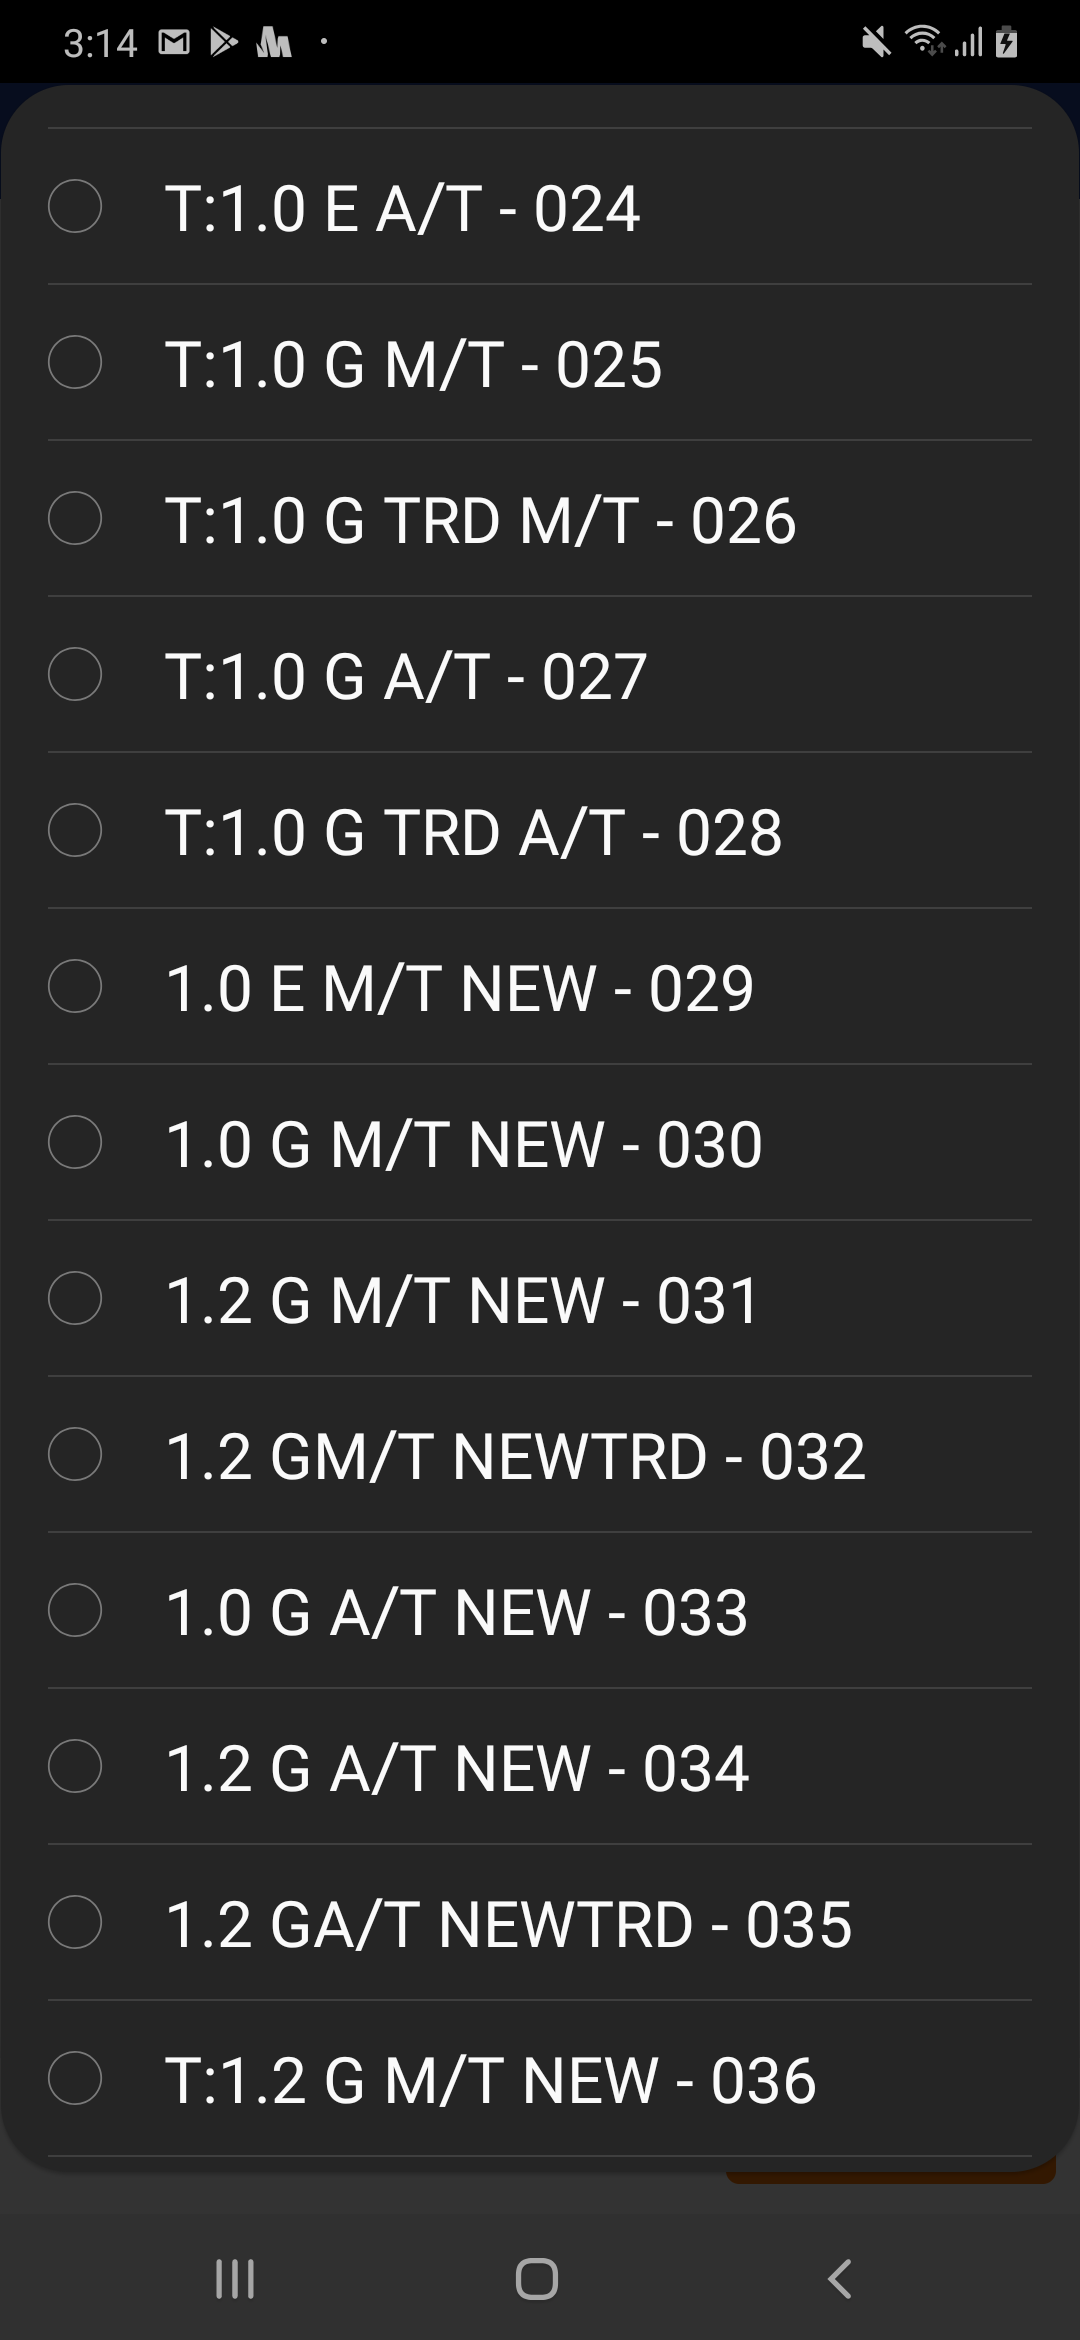 3:14
T:1.0 E A/T - 024
T:1.0 G M/T - 025
T:1.0 G TRD M/T - 026
T:1.0 G A/T - 027
T:1.0 G TRD A/T - 028
1.0 E M/T NEW - 029
1.0 G M/T NEW - 030
1.2 G M/T NEW - 031
1.2 GM/T NEWTRD - 032
1.0 G A/T NEW - 033
1.2 G A/T NEW - 034
1.2 GA/T NEWTRD - 035
T:1.2 G M/T NEW - 036